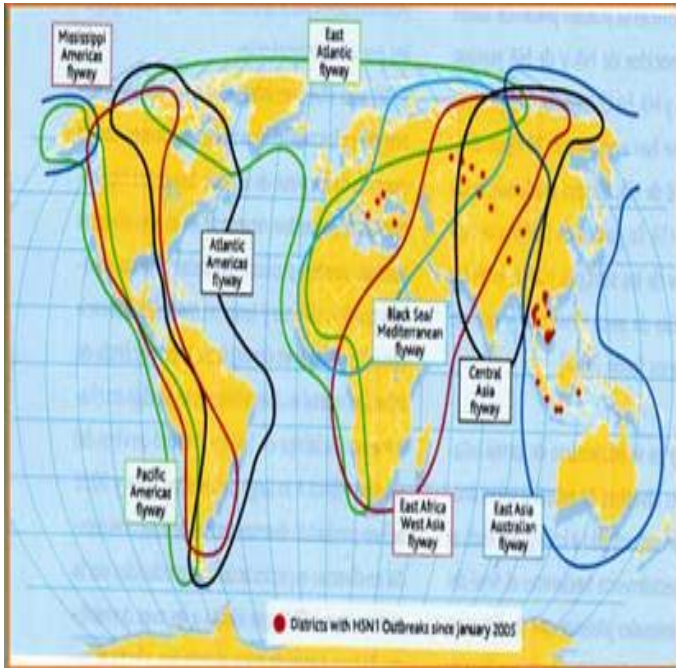 Mississippi
Americas
flyway
East
Atlantic
flyway
Atlantic
Americas
flyway
Black Sea/
Mediterranean
flyway
Central
Asia
flyway
Pacific
Americas
flyway
East Africa
West Asia
flyway
East Asia
Australian
flyway
Districts with H5N1 Outbreaks since January 2005